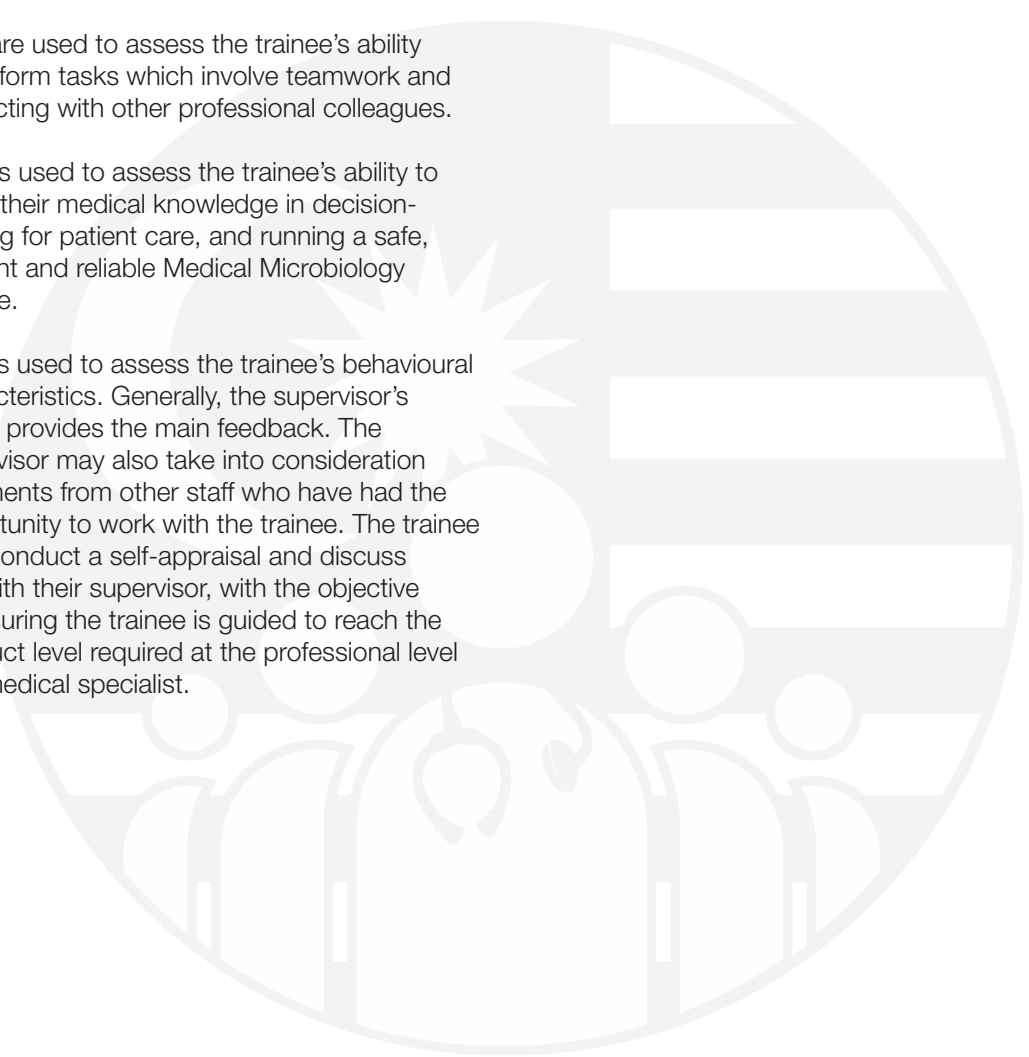 are used to assess the trainee’s ability
form tasks which involve teamwork and
cting with other professional colleagues.
s used to assess the trainee’s ability to
their medical knowledge in decision-
g for patient care, and running a safe,
nt and reliable Medical Microbiology
e.
s used to assess the trainee’s behavioural
cteristics. Generally, the supervisor’s
provides the main feedback. The
visor may also take into consideration
ents from other staff who have had the
tunity to work with the trainee. The trainee
onduct a self-appraisal and discuss
ith their supervisor, with the objective
suring the trainee is guided to reach the
uct level required at the professional level
nedical specialist.